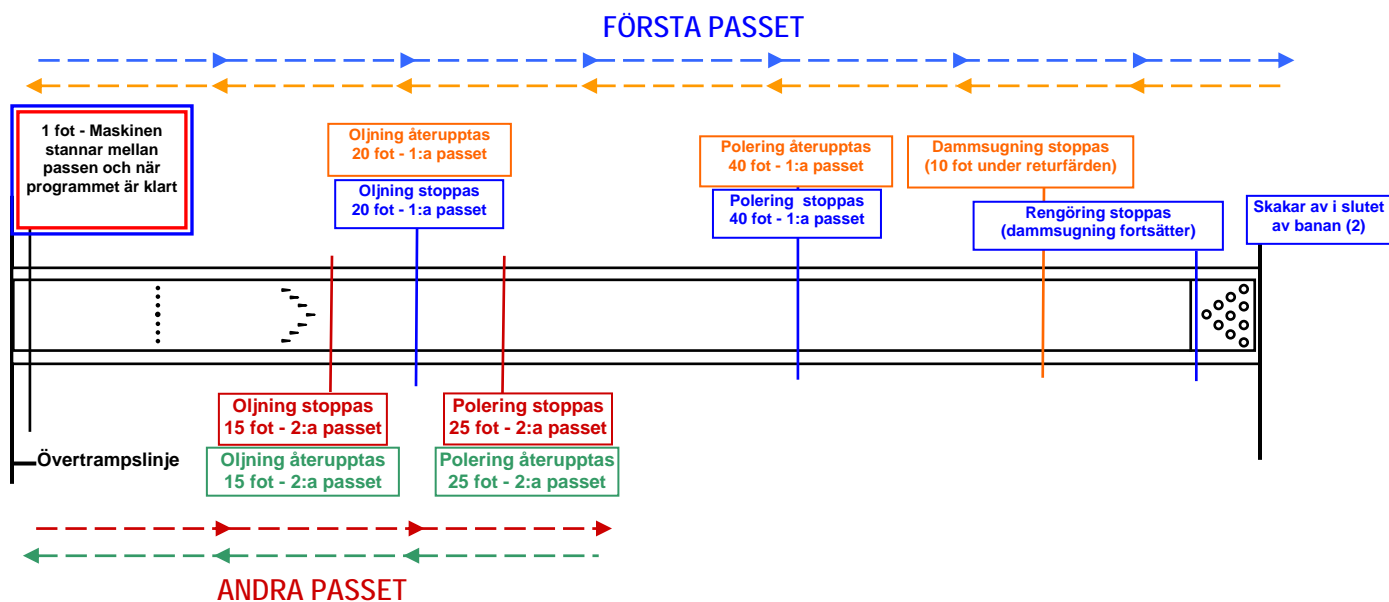 FÖRSTA PASSET
1 fot - Maskinen
stannar mellan
passen och när
programmet är klart
Oljning återupptas
20 fot - 1:a passet
Oljning stoppas
20 fot - 1:a passet
Polering återupptas
40 fot - 1:a passet
Polering stoppas
40 fot - 1:a passet
Dammsugning stoppas
(10 fot under returfärden)
Rengöring stoppas
(dammsugning fortsätter)
Skakar av i slutet
av banan (2)
Oljning stoppas
15 fot - 2:a passet
Oljning återupptas
15 fot - 2:a passet
Polering stoppas
25 fot - 2:a passet
Polering återupptas
25 fot - 2:a passet
Övertrampslinje
ANDRA PASSET